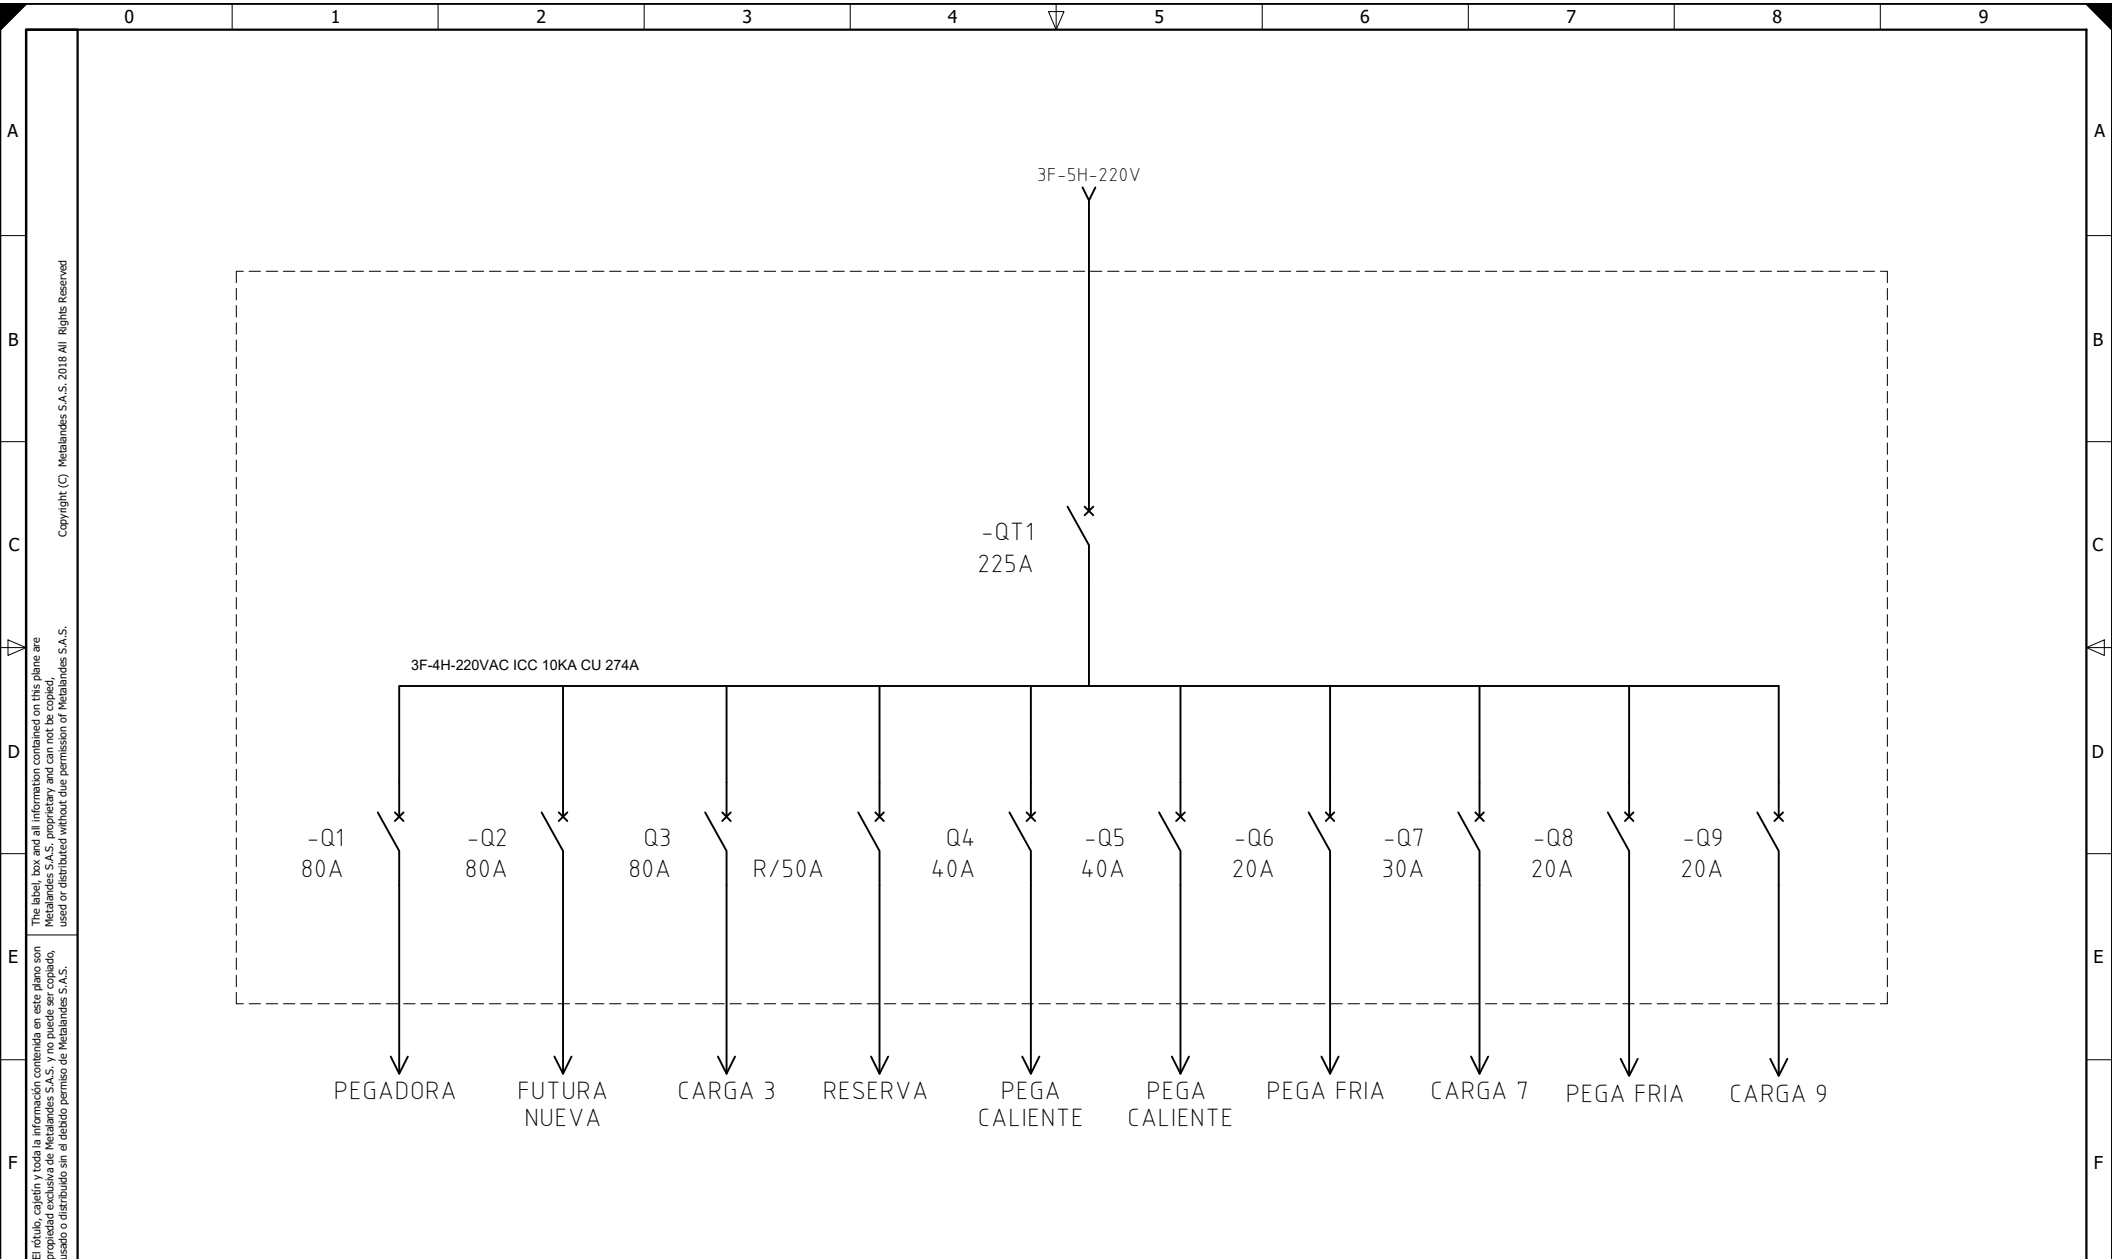 0 1 2 3 4 5 6 7 8 9
A A
3F-5H-220V
B B
-QT1
225A
C C
3F-4H-220VAC ICC 10KA CU 274A
D D
-Q1 -Q2 Q3 Q4 -Q5 -Q6 -Q7 -Q8 -Q9
80A 80A 80A R/50A 40A 40A 20A 30A 20A 20A
E E
PEGADORA FUTURA CARGA 3 RESERVA PEGA PEGA PEGA FRIA CARGA 7 PEGA FRIA CARGA 9
NUEVA CALIENTE CALIENTE
F F
Copyright (C) Metalandes S.A.S. 2018 All Rights Reserved
The label, box and all information contained on this plane are
Metalandes S.A.S. proprietary and can not be copied,
used or distributed without due permission of Metalandes S.A.S.
El rótulo, cajetín y toda la información contenida en este plano son
propiedad exclusiva de Metalandes S.A.S. y no puede ser copiado,
usado o distribuido sin el debido permiso de Metalandes S.A.S.